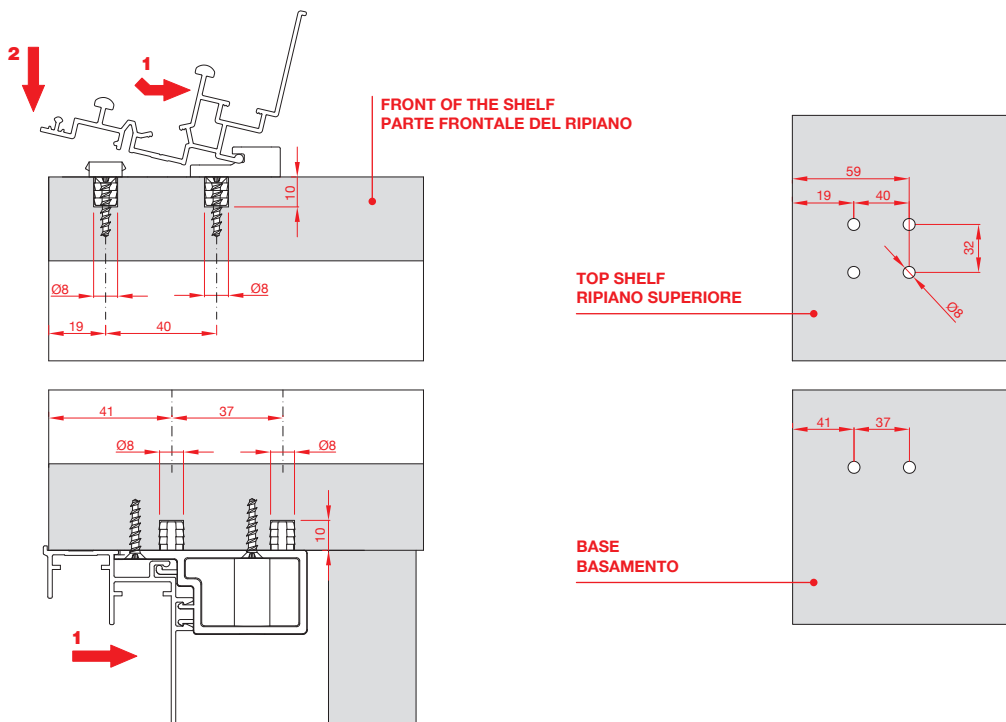 2
1
FRONT OF THE SHELF
PARTE FRONTALE DEL RIPIANO
10
Ø8
Ø8
19
40
59
19
40
32
Ø8
TOP SHELF
RIPIANO SUPERIORE
41
37
Ø8
Ø8
10
1
41
37
BASE
BASAMENTO